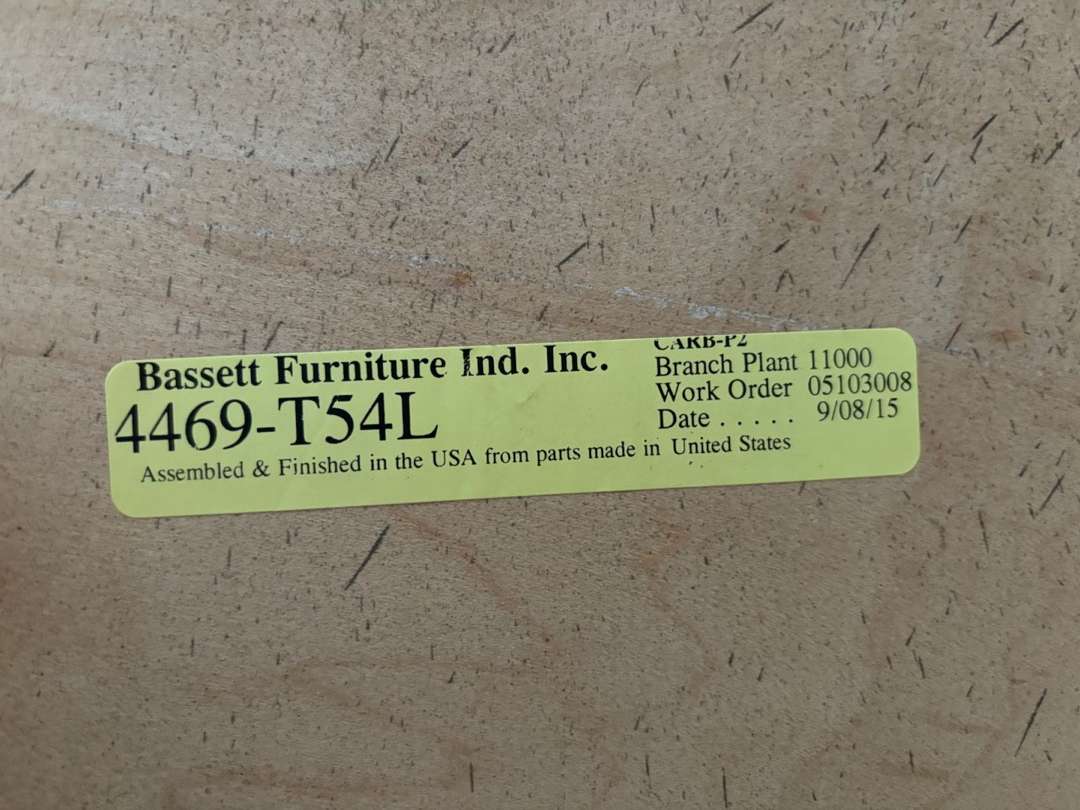 Bassett Furniture Ind. Inc.
4469-T54L
Assembled & Finished in the USA from parts made in United States
CARB-P2
Branch Plant 11000
Work Order 05103008
Date . . . . . 9/08/15